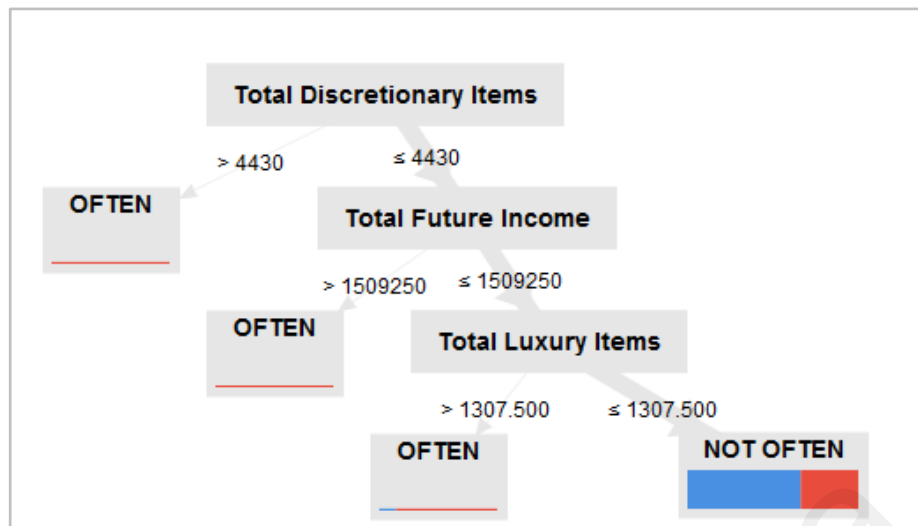 Total Discretionary Items
> 4430
≤ 4430
OFTEN
Total Future Income
> 1509250
≤ 1509250
OFTEN
Total Luxury Items
> 1307.500
≤ 1307.500
OFTEN
NOT OFTEN